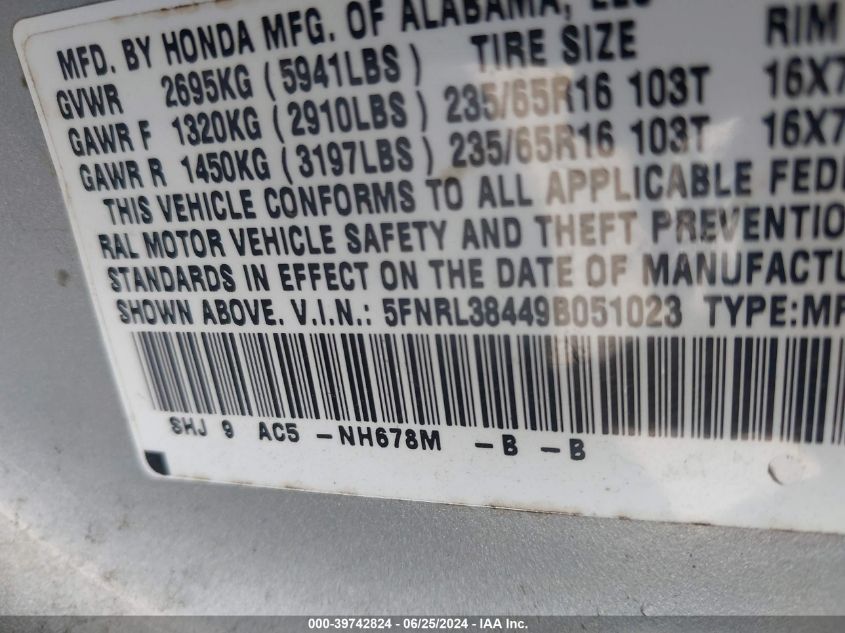 MFD. BY HONDA MFG. OF ALABAMA, LLC
TIRE SIZE RIM
GVWR 2695KG (5941LBS)
GAWR F 1320KG (2910LBS) 235/65R16 103T 16X7
GAWR R 1450KG (3197LBS) 235/65R16 103T 16X7
THIS VEHICLE CONFORMS TO ALL APPLICABLE FEDE
RAL MOTOR VEHICLE SAFETY AND THEFT PREVENTIO
STANDARDS IN EFFECT ON THE DATE OF MANUFACTU
SHOWN ABOVE. V.I.N.: 5FNRL38449B051023 TYPE:MP
SHJ 9 AC5 -NH678M -B -B
000-39742824 - 06/25/2024 - IAA Inc.